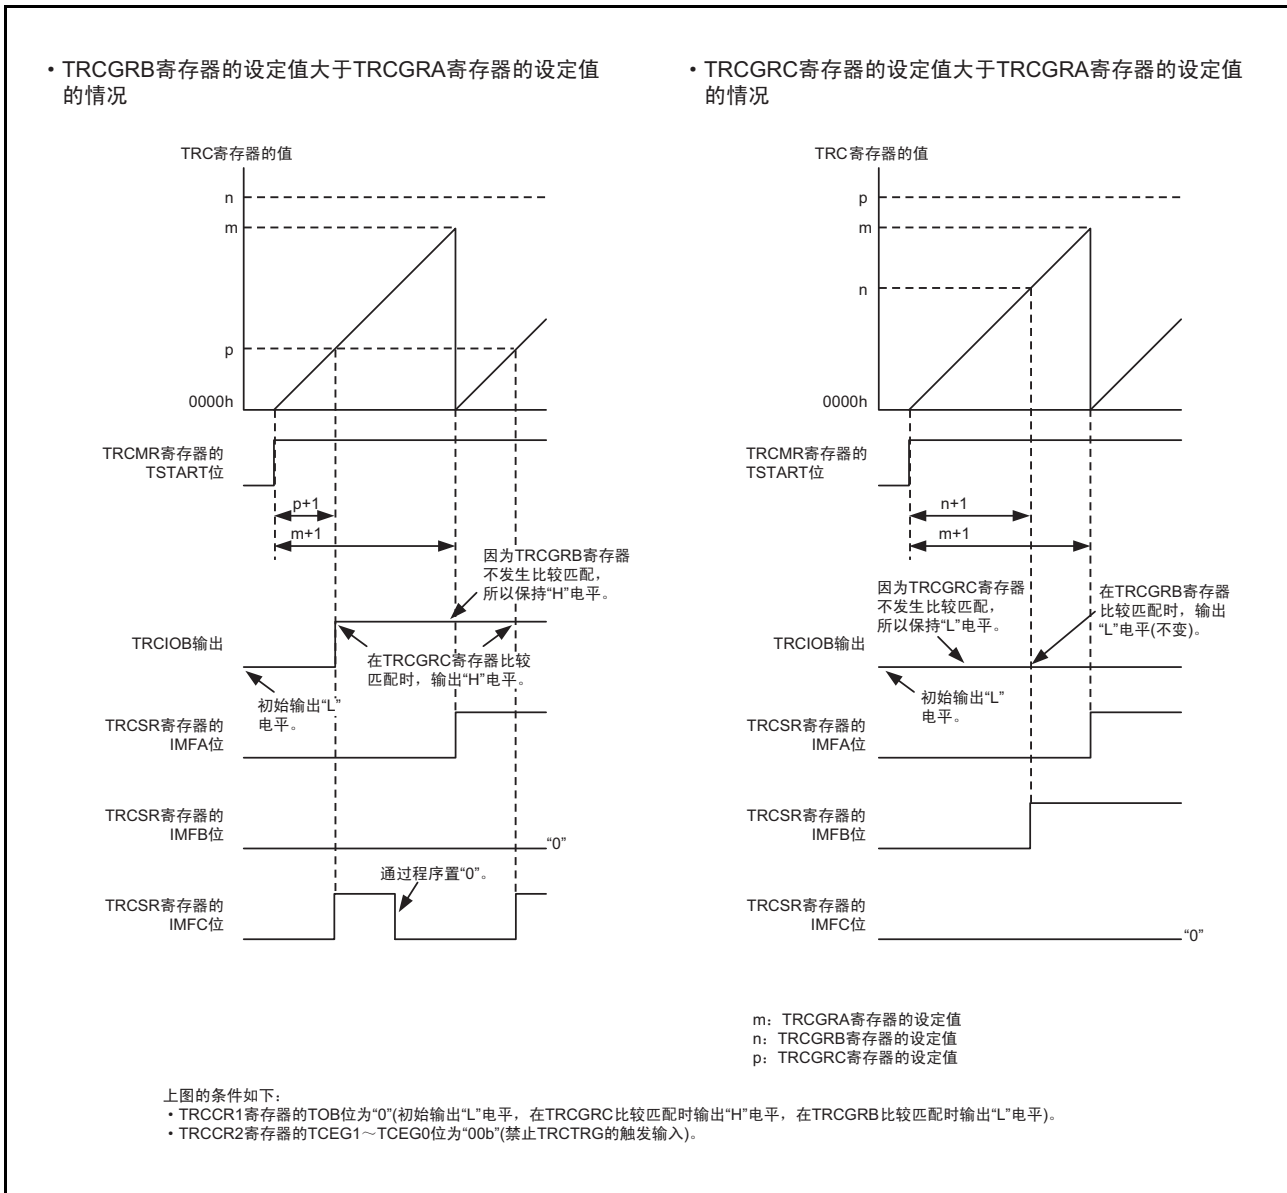 • TRCGRB寄存器的设定值大于TRCGRA寄存器的设定值
的情况
TRC寄存器的值
n
m
p
0000h
TRCMR寄存器的
TSTART位
p+1
m+1
因为TRCGRB寄存器
不发生比较匹配，
所以保持“H”电平。
TRCIOB输出
在TRCGRC寄存器比较
匹配时，输出“H”电平。
初始输出“L”
电平。
TRCSR寄存器的
IMFA位
TRCSR寄存器的
IMFB位
“0”
通过程序置“0”。
TRCSR寄存器的
IMFC位
• TRCGRC寄存器的设定值大于TRCGRA寄存器的设定值
的情况
TRC寄存器的值
p
m
n
0000h
TRCMR寄存器的
TSTART位
n+1
m+1
因为TRCGRC寄存器
不发生比较匹配，
所以保持“L”电平。
在TRCGRB寄存器
比较匹配时，输出
“L”电平(不变)。
TRCIOB输出
初始输出“L”
电平。
TRCSR寄存器的
IMFA位
TRCSR寄存器的
IMFB位
TRCSR寄存器的
IMFC位
“0”
m：TRCGRA寄存器的设定值
n：TRCGRB寄存器的设定值
p：TRCGRC寄存器的设定值
上图的条件如下：
• TRCCR1寄存器的TOB位为“0”(初始输出“L”电平，在TRCGRC比较匹配时输出“H”电平，在TRCGRB比较匹配时输出“L”电平)。
• TRCCR2寄存器的TCEG1～TCEG0位为“00b”(禁止TRCTRG的触发输入)。